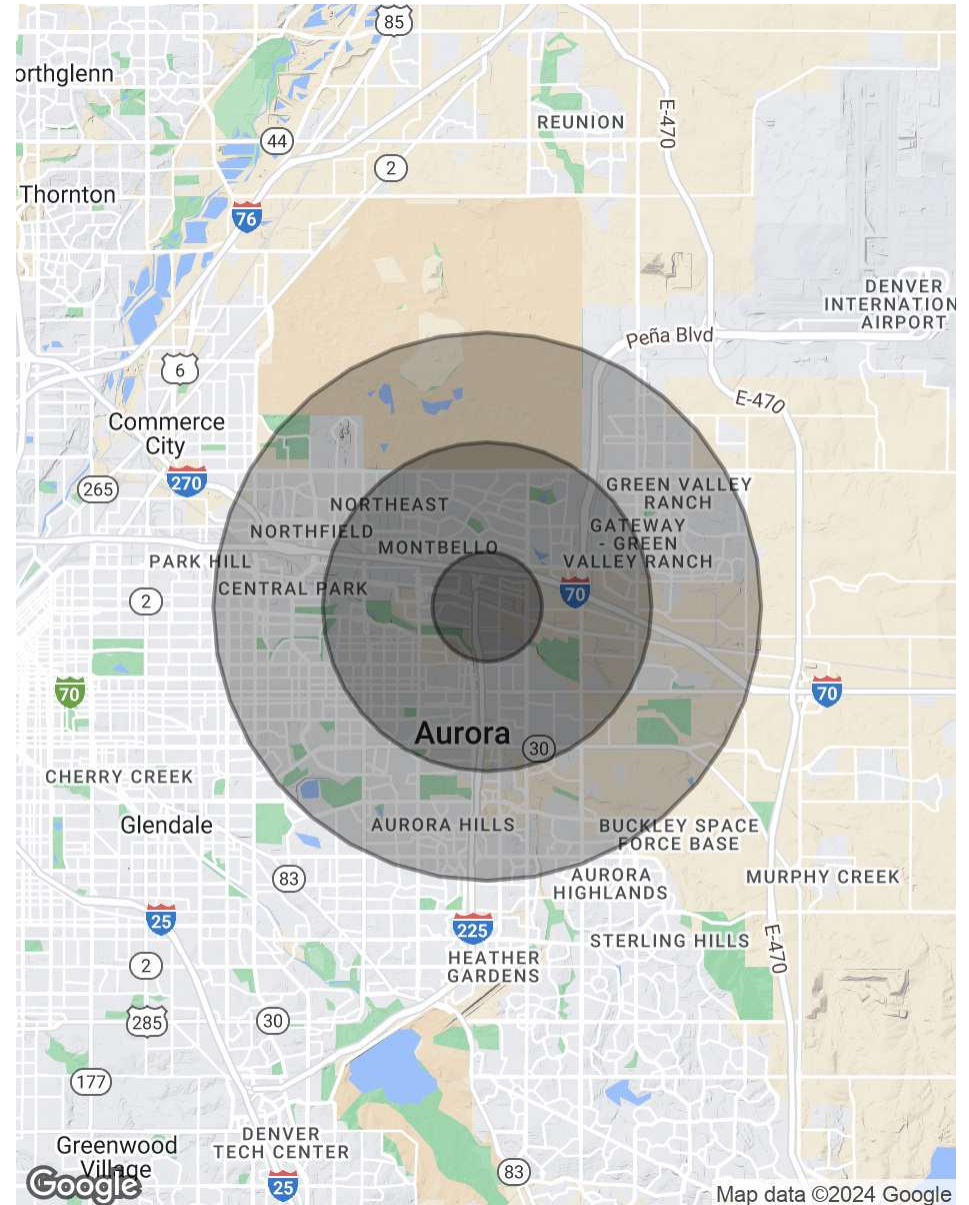 85
orthglenn
REUNION
E-470
44
2
Thornton
76
DENVER
INTERNATION
AIRPORT
Peña Blvd
6
E-470
Commerce
City
270
265
GREEN VALLEY
RANCH
NORTHEAST
NORTHFIELD
GATEWAY
- GREEN
VALLEY RANCH
MONTBELLO
PARK HILL
CENTRAL PARK
70
2
70
70
Aurora
30
CHERRY CREEK
Glendale
AURORA HILLS
BUCKLEY SPACE
FORCE BASE
83
AURORA
HIGHLANDS
MURPHY CREEK
25
225
STERLING HILLS
E-470
2
HEATHER
GARDENS
285
30
177
DENVER
TECH CENTER
Greenwood
Village
83
25
Google
Map data ©2024 Google